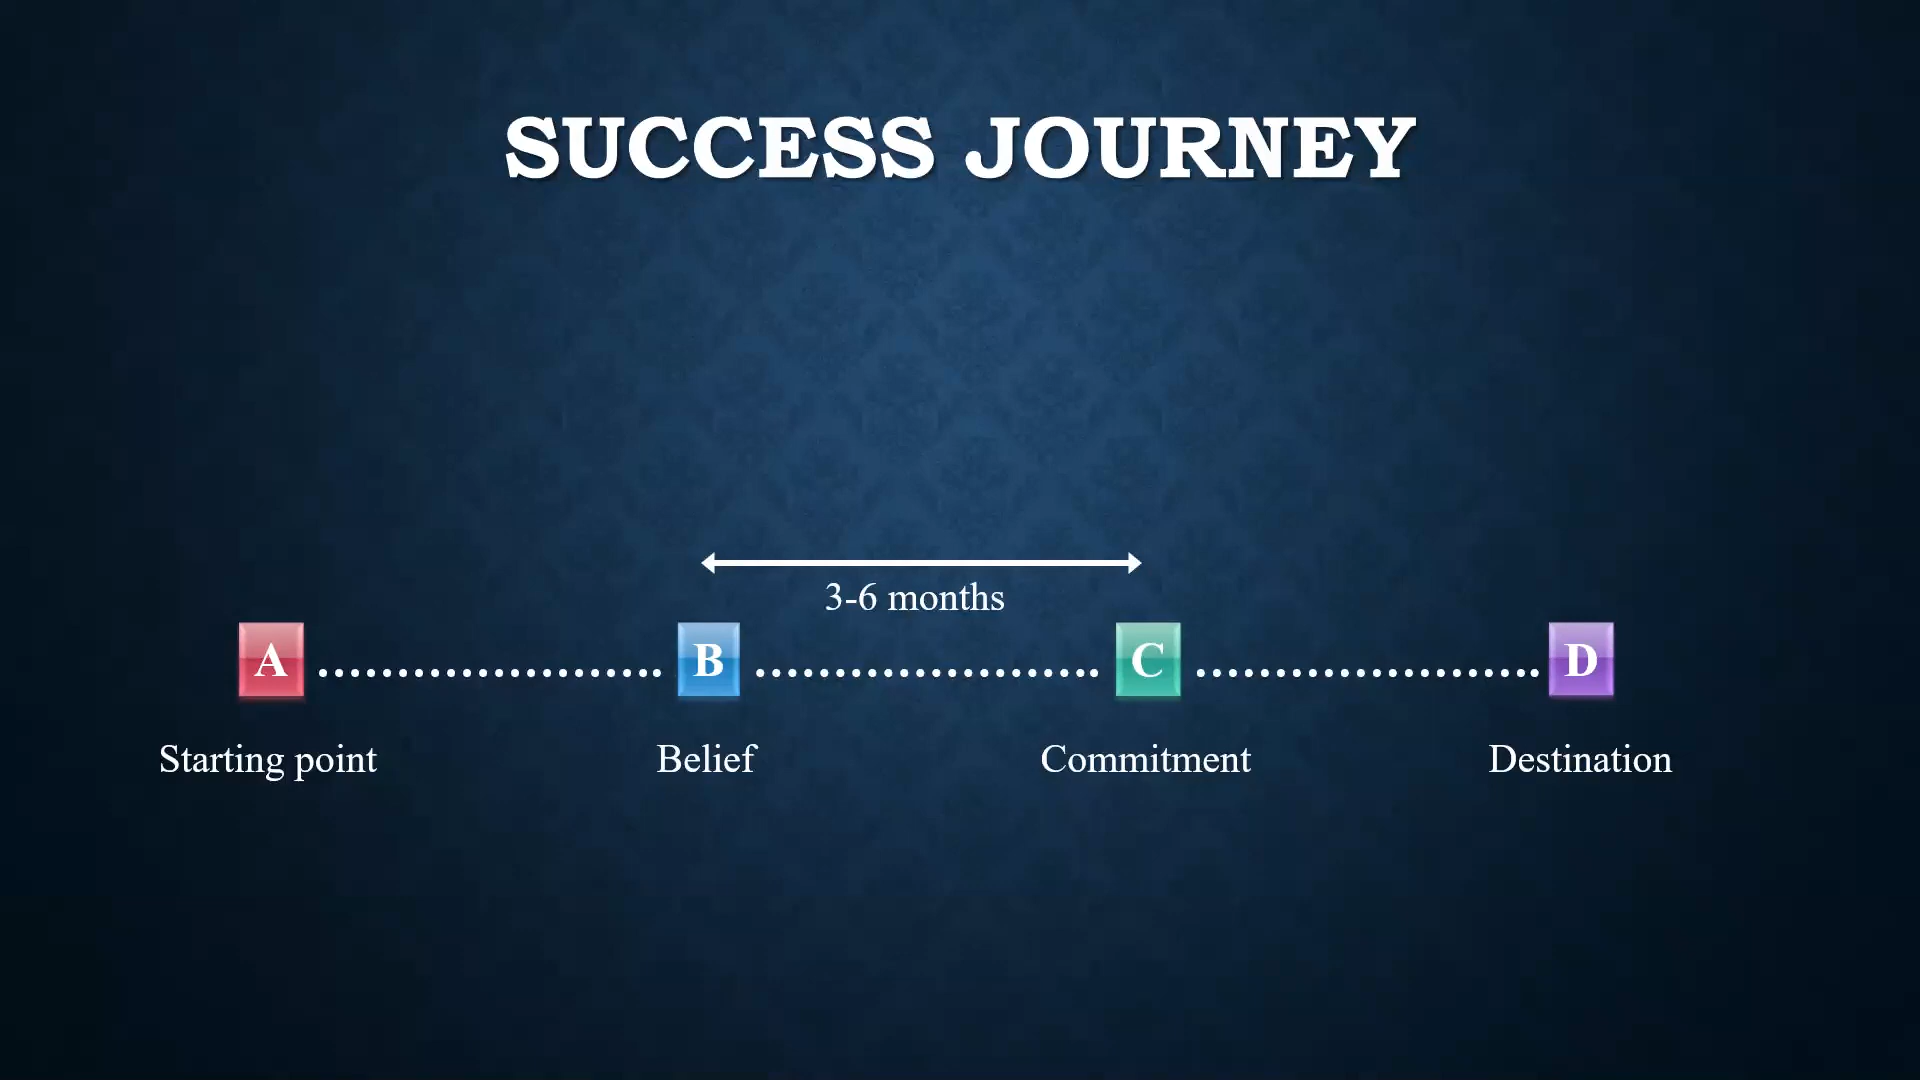 SUCCESS JOURNEY
3-6 months
A B C D
Starting point Belief Commitment Destination